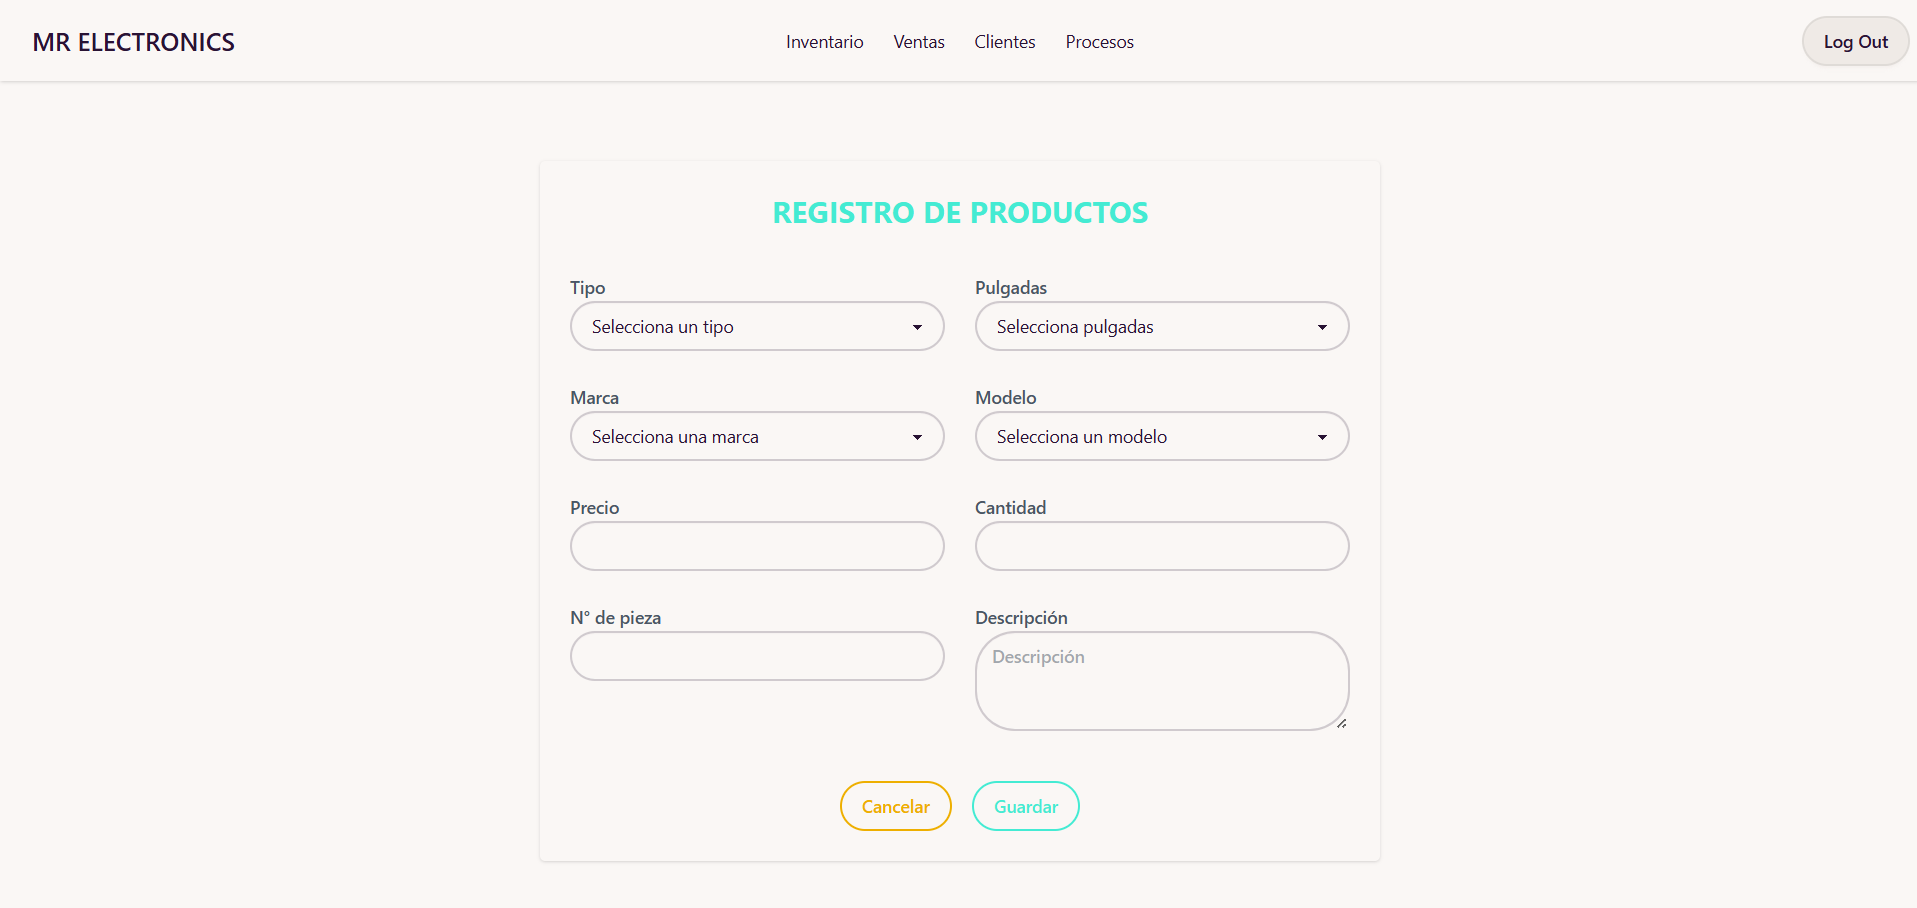 MR ELECTRONICS
Inventario Ventas Clientes Procesos
Log Out
REGISTRO DE PRODUCTOS
Tipo
Selecciona un tipo
Pulgadas
Selecciona pulgadas
Marca
Selecciona una marca
Modelo
Selecciona un modelo
Precio
Cantidad
N° de pieza
Descripción
Descripción
Cancelar
Guardar